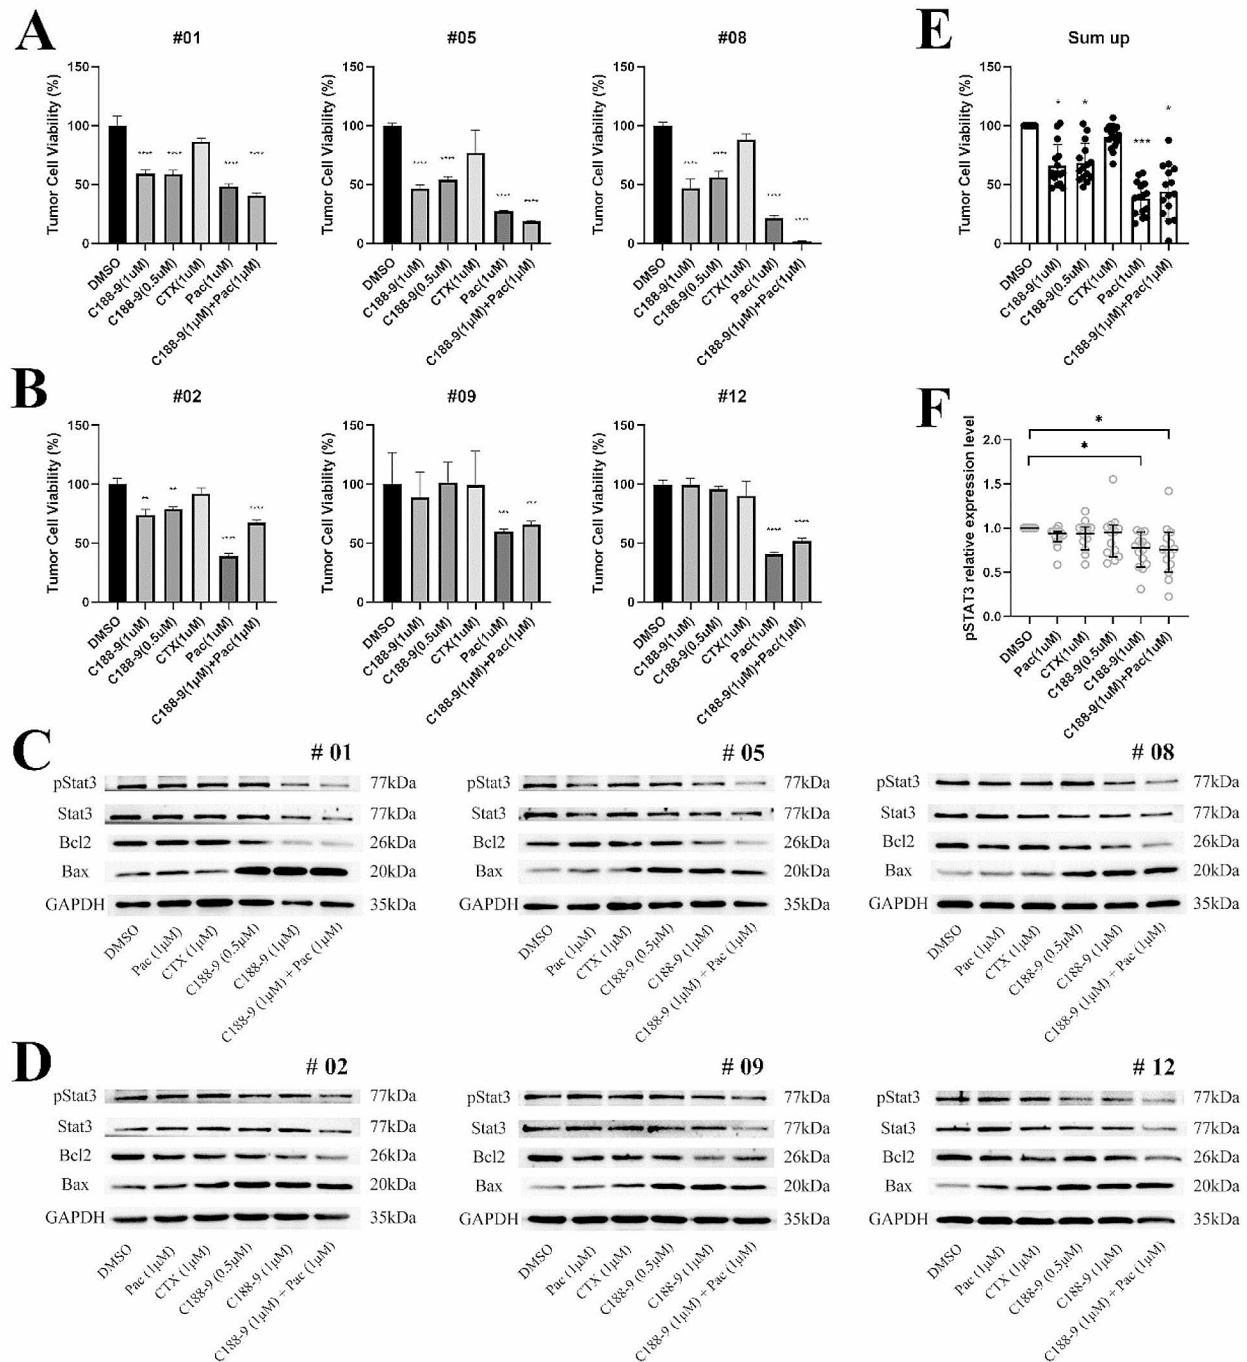 A
#01
Tumor Cell Viability (%)
150
100
50
0
****
****
****
****
DMSO
C188-9(1uM)
C188-9(0.5uM)
CTX(1uM)
Pac(1uM)
C188-9(1μM)+Pac(1μM)
#05
Tumor Cell Viability (%)
150
100
50
0
****
****
****
****
DMSO
C188-9(1uM)
C188-9(0.5uM)
CTX(1uM)
Pac(1uM)
C188-9(1μM)+Pac(1μM)
#08
Tumor Cell Viability (%)
150
100
50
0
****
****
****
****
DMSO
C188-9(1uM)
C188-9(0.5uM)
CTX(1uM)
Pac(1uM)
C188-9(1μM)+Pac(1μM)
E
Sum up
Tumor Cell Viability (%)
150
100
50
0
*
*
***
*
DMSO
C188-9(1uM)
C188-9(0.5uM)
CTX(1uM)
Pac(1uM)
C188-9(1μM)+Pac(1μM)
B
#02
Tumor Cell Viability (%)
150
100
50
0
**
**
****
****
DMSO
C188-9(1uM)
C188-9(0.5uM)
CTX(1uM)
Pac(1uM)
C188-9(1μM)+Pac(1μM)
#09
Tumor Cell Viability (%)
150
100
50
0
***
***
DMSO
C188-9(1uM)
C188-9(0.5uM)
CTX(1uM)
Pac(1uM)
C188-9(1μM)+Pac(1μM)
#12
Tumor Cell Viability (%)
150
100
50
0
****
****
DMSO
C188-9(1uM)
C188-9(0.5uM)
CTX(1uM)
Pac(1uM)
C188-9(1μM)+Pac(1μM)
F
pSTAT3 relative expression level
2.0
1.5
1.0
0.5
0.0
*
*
DMSO
Pac(1uM)
CTX(1uM)
C188-9(0.5uM)
C188-9(1uM)
C188-9(1uM)+Pac(1uM)
C
# 01
pStat3 77kDa
Stat3 77kDa
Bcl2 26kDa
Bax 20kDa
GAPDH 35kDa
DMSO
Pac (1μM)
CTX (1μM)
C188-9 (0.5μM)
C188-9 (1μM)
C188-9 (1μM) + Pac (1μM)
# 05
pStat3 77kDa
Stat3 77kDa
Bcl2 26kDa
Bax 20kDa
GAPDH 35kDa
DMSO
Pac (1μM)
CTX (1μM)
C188-9 (0.5μM)
C188-9 (1μM)
C188-9 (1μM) + Pac (1μM)
# 08
pStat3 77kDa
Stat3 77kDa
Bcl2 26kDa
Bax 20kDa
GAPDH 35kDa
DMSO
Pac (1μM)
CTX (1μM)
C188-9 (0.5μM)
C188-9 (1μM)
C188-9 (1μM) + Pac (1μM)
D
# 02
pStat3 77kDa
Stat3 77kDa
Bcl2 26kDa
Bax 20kDa
GAPDH 35kDa
DMSO
Pac (1μM)
CTX (1μM)
C188-9 (0.5μM)
C188-9 (1μM)
C188-9 (1μM) + Pac (1μM)
# 09
pStat3 77kDa
Stat3 77kDa
Bcl2 26kDa
Bax 20kDa
GAPDH 35kDa
DMSO
Pac (1μM)
CTX (1μM)
C188-9 (0.5μM)
C188-9 (1μM)
C188-9 (1μM) + Pac (1μM)
# 12
pStat3 77kDa
Stat3 77kDa
Bcl2 26kDa
Bax 20kDa
GAPDH 35kDa
DMSO
Pac (1μM)
CTX (1μM)
C188-9 (0.5μM)
C188-9 (1μM)
C188-9 (1μM) + Pac (1μM)